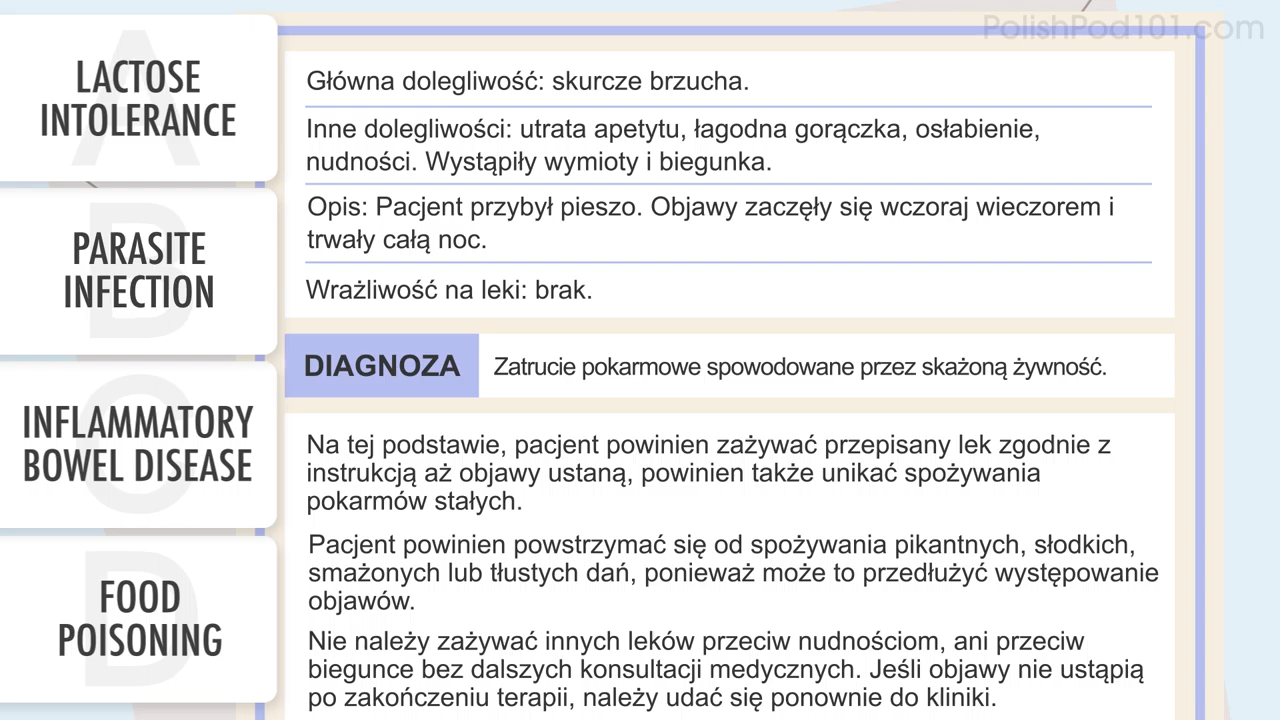 PolishPod101.com
A
LACTOSE
INTOLERANCE
B
PARASITE
INFECTION
C
INFLAMMATORY
BOWEL DISEASE
D
FOOD
POISONING
Główna dolegliwość: skurcze brzucha.
Inne dolegliwości: utrata apetytu, łagodna gorączka, osłabienie,
nudności. Wystąpiły wymioty i biegunka.
Opis: Pacjent przybył pieszo. Objawy zaczęły się wczoraj wieczorem i
trwały całą noc.
Wrażliwość na leki: brak.
DIAGNOZA
Zatrucie pokarmowe spowodowane przez skażoną żywność.
Na tej podstawie, pacjent powinien zażywać przepisany lek zgodnie z
instrukcją aż objawy ustaną, powinien także unikać spożywania
pokarmów stałych.
Pacjent powinien powstrzymać się od spożywania pikantnych, słodkich,
smażonych lub tłustych dań, ponieważ może to przedłużyć występowanie
objawów.
Nie należy zażywać innych leków przeciw nudnościom, ani przeciw
biegunce bez dalszych konsultacji medycznych. Jeśli objawy nie ustąpią
po zakończeniu terapii, należy udać się ponownie do kliniki.